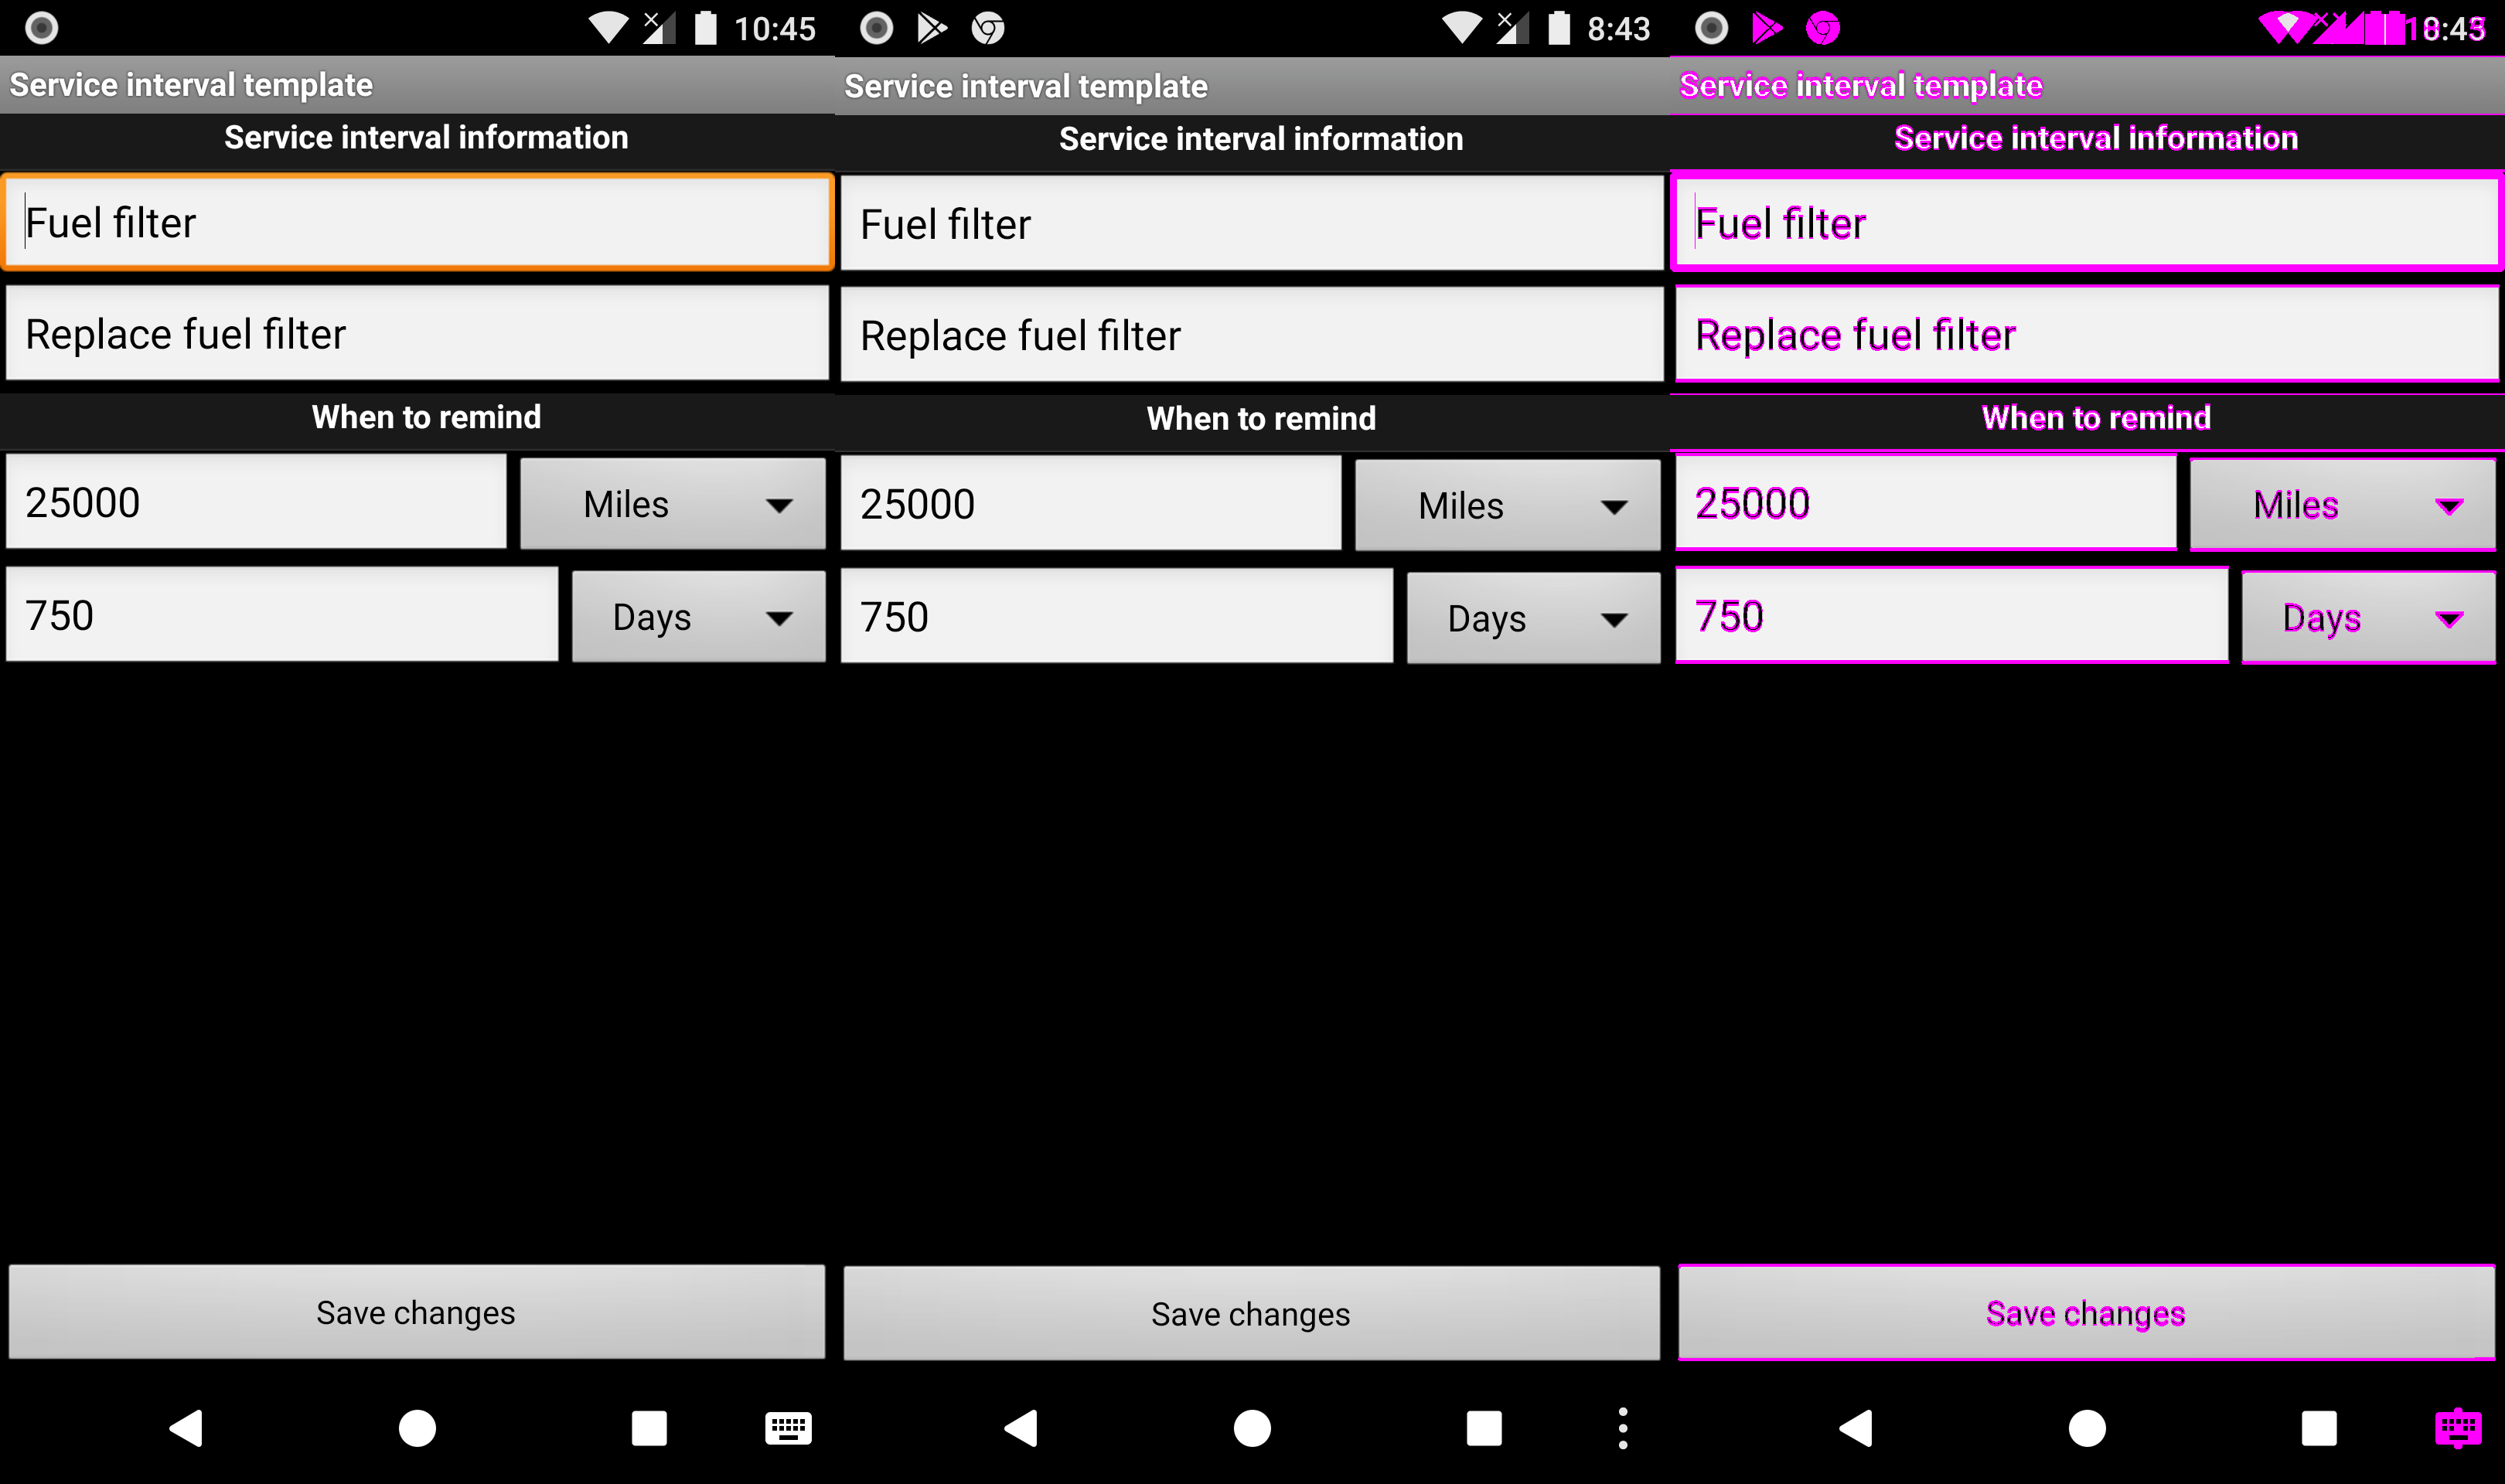 10:45
Service interval template
Service interval information
Fuel filter
Replace fuel filter
When to remind
25000
Miles
750
Days
Save changes
8:43
Service interval template
Service interval information
Fuel filter
Replace fuel filter
When to remind
25000
Miles
750
Days
Save changes
Service interval template
Service interval information
Fuel filter
Replace fuel filter
When to remind
25000
Miles
750
Days
Save changes